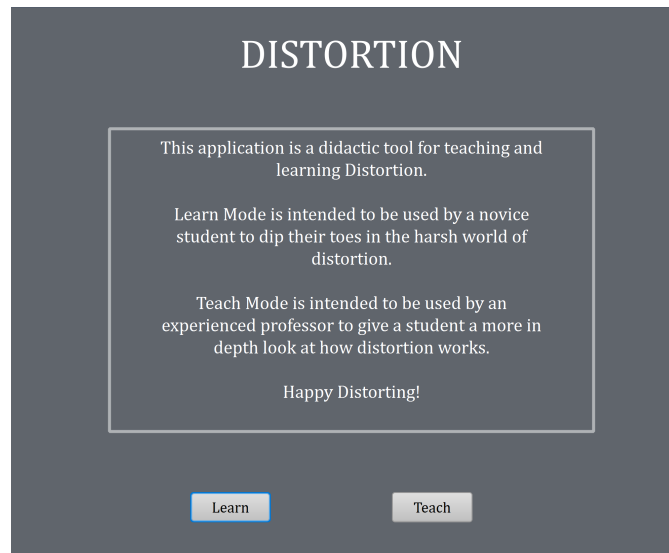 DISTORTION
This application is a didactic tool for teaching and
learning Distortion.
Learn Mode is intended to be used by a novice
student to dip their toes in the harsh world of
distortion.
Teach Mode is intended to be used by an
experienced professor to give a student a more in
depth look at how distortion works.
Happy Distorting!
Learn
Teach